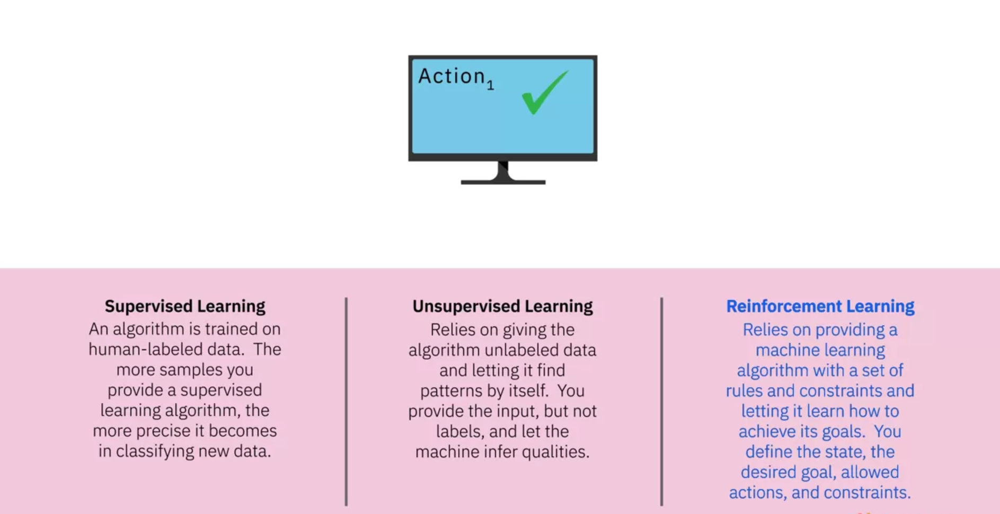 Action1
Supervised Learning
An algorithm is trained on
human-labeled data. The
more samples you
provide a supervised
learning algorithm, the
more precise it becomes
in classifying new data.
Unsupervised Learning
Relies on giving the
algorithm unlabeled data
and letting it find
patterns by itself. You
provide the input, but not
labels, and let the
machine infer qualities.
Reinforcement Learning
Relies on providing a
machine learning
algorithm with a set of
rules and constraints and
letting it learn how to
achieve its goals. You
define the state, the
desired goal, allowed
actions, and constraints.